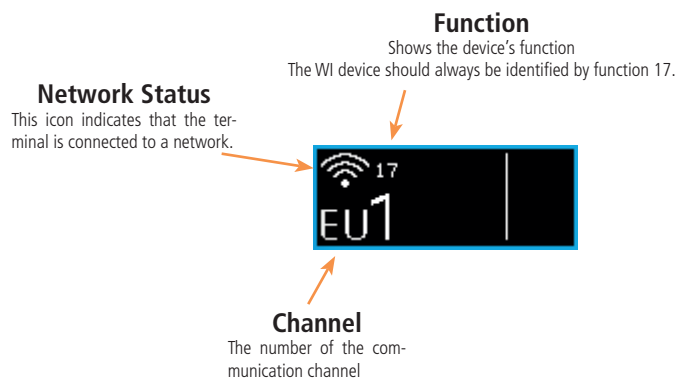 Function
Shows the device's function
The WI device should always be identified by function 17.
Network Status
This icon indicates that the ter-
minal is connected to a network.
17
EU1
Channel
The number of the com-
munication channel